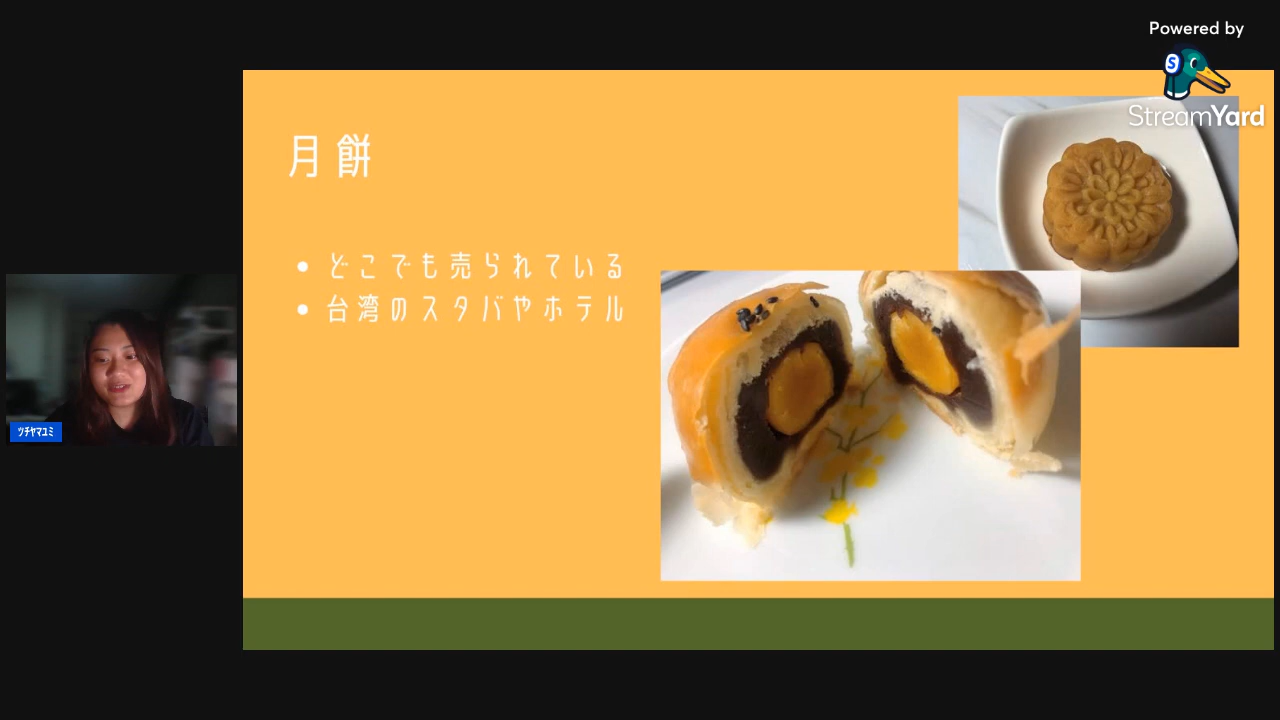 Powered by
StreamYard
月餅
どこでも売られている
台湾のスタバやホテル
ツチヤマユミ